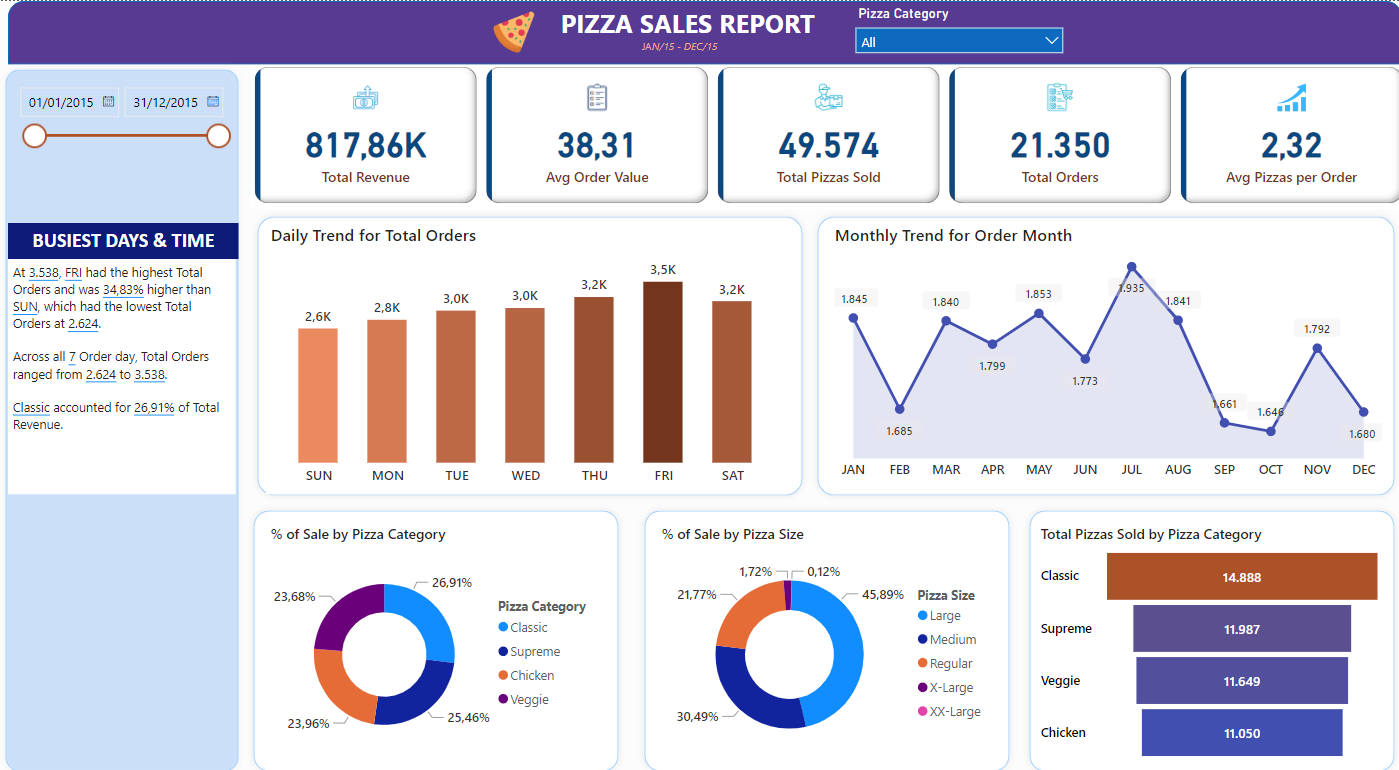 PIZZA SALES REPORT
JAN/15 - DEC/15
Pizza Category
All
01/01/2015
31/12/2015
817,86K
Total Revenue
38,31
Avg Order Value
49.574
Total Pizzas Sold
21.350
Total Orders
2,32
Avg Pizzas per Order
BUSIEST DAYS & TIME
At 3.538, FRI had the highest Total
Orders and was 34,83% higher than
SUN, which had the lowest Total
Orders at 2.624.
Across all 7 Order day, Total Orders
ranged from 2.624 to 3.538.
Classic accounted for 26,91% of Total
Revenue.
Daily Trend for Total Orders
2,6K
2,8K
3,0K
3,0K
3,2K
3,5K
3,2K
SUN
MON
TUE
WED
THU
FRI
SAT
Monthly Trend for Order Month
1.845
1.685
1.840
1.799
1.853
1.773
1.935
1.841
1.661
1.646
1.792
1.680
JAN
FEB
MAR
APR
MAY
JUN
JUL
AUG
SEP
OCT
NOV
DEC
% of Sale by Pizza Category
26,91%
25,46%
23,96%
23,68%
Pizza Category
Classic
Supreme
Chicken
Veggie
% of Sale by Pizza Size
1,72%
0,12%
45,89%
30,49%
21,77%
Pizza Size
Large
Medium
Regular
X-Large
XX-Large
Total Pizzas Sold by Pizza Category
Classic
14.888
Supreme
11.987
Veggie
11.649
Chicken
11.050